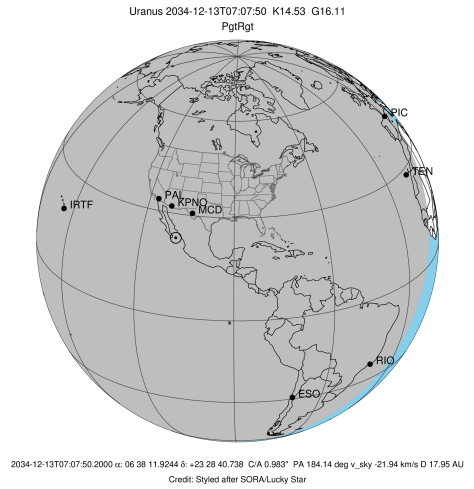 Uranus 2034-12-13T07:07:50 K14.53 G16.11
PgtRgt
PIC
TEN
PAL
KPNO
MCD
IRTF
RIO
ESO
2034-12-13T07:07:50.2000 α: 06 38 11.9244 δ: +23 28 40.738 C/A 0.983" PA 184.14 deg v_sky -21.94 km/s D 17.95 AU
Credit: Styled after SORA/Lucky Star